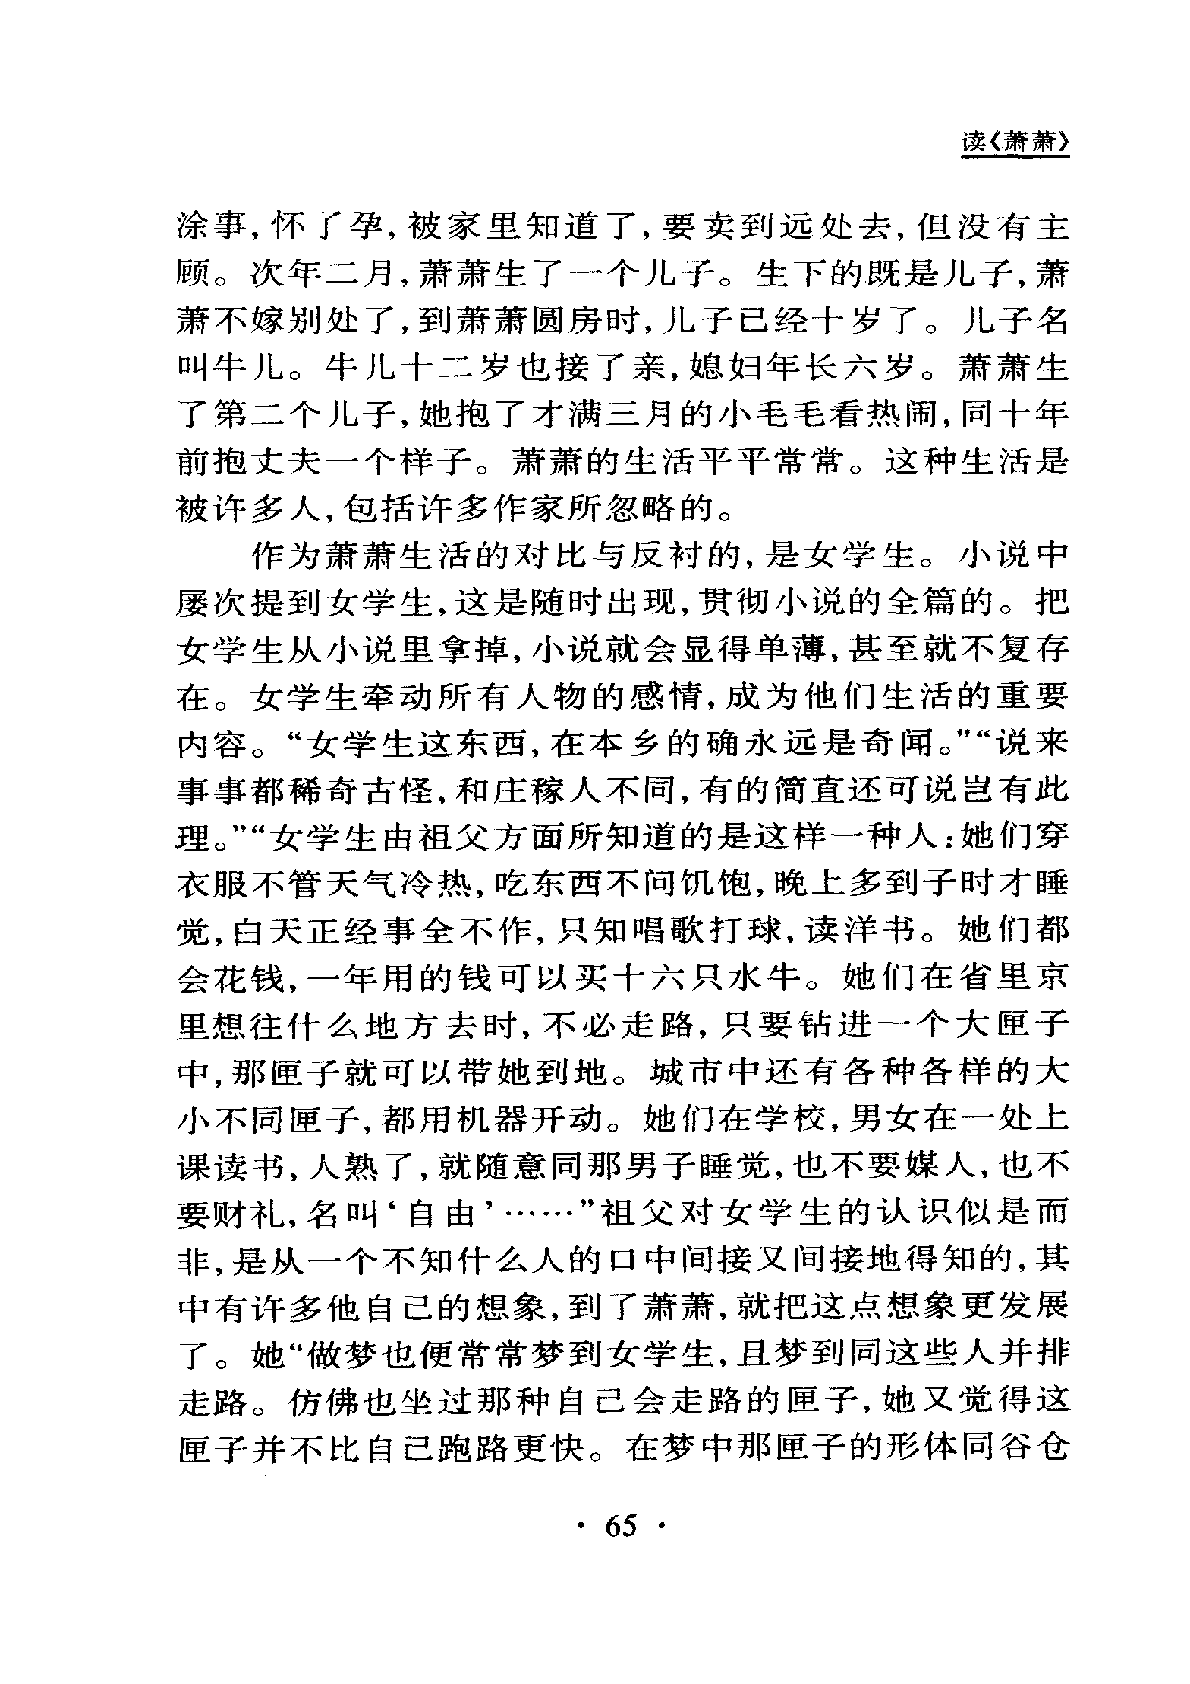 读《萧萧》
涂事，怀了孕，被家里知道了，要卖到远处去，但没有主
顾。次年二月，萧萧生了一个儿子。生下的既是儿子，萧
萧不嫁别处了，到萧萧圆房时，儿子已经十岁了。儿子名
叫牛儿。牛儿十二岁也接了亲，媳妇年长六岁。萧萧生
了第二个儿子，她抱了才满三月的小毛毛看热闹，同十年
前抱丈夫一个样子。萧萧的生活平平常常。这种生活是
被许多人，包括许多作家所忽略的。
作为萧萧生活的对比与反衬的，是女学生。小说中
屡次提到女学生，这是随时出现，贯彻小说的全篇的。把
女学生从小说里拿掉，小说就会显得单薄，甚至就不复存
在。女学生牵动所有人物的感情，成为他们生活的重要
内容。“女学生这东西，在本乡的确永远是奇闻。”“说来
事事都稀奇古怪，和庄稼人不同，有的简直还可说岂有此
理。”“女学生由祖父方面所知道的是这样一种人：她们穿
衣服不管天气冷热，吃东西不问饥饱，晚上多到子时才睡
觉，白天正经事全不作，只知唱歌打球，读洋书。她们都
会花钱，一年用的钱可以买十六只水牛。她们在省里京
里想往什么地方去时，不必走路，只要钻进一个大匣子
中，那匣子就可以带她到地。城市中还有各种各样的大
小不同匣子，都用机器开动。她们在学校，男女在一处上
课读书，人熟了，就随意同那男子睡觉，也不要媒人，也不
要财礼，名叫‘自由’……”祖父对女学生的认识似是而
非，是从一个不知什么人的口中间接又间接地得知的，其
中有许多他自己的想象，到了萧萧，就把这点想象更发展
了。她“做梦也便常常梦到女学生，且梦到同这些人并排
走路。仿佛也坐过那种自己会走路的匣子，她又觉得这
匣子并不比自己跑路更快。在梦中那匣子的形体同谷仓
· 65 ·